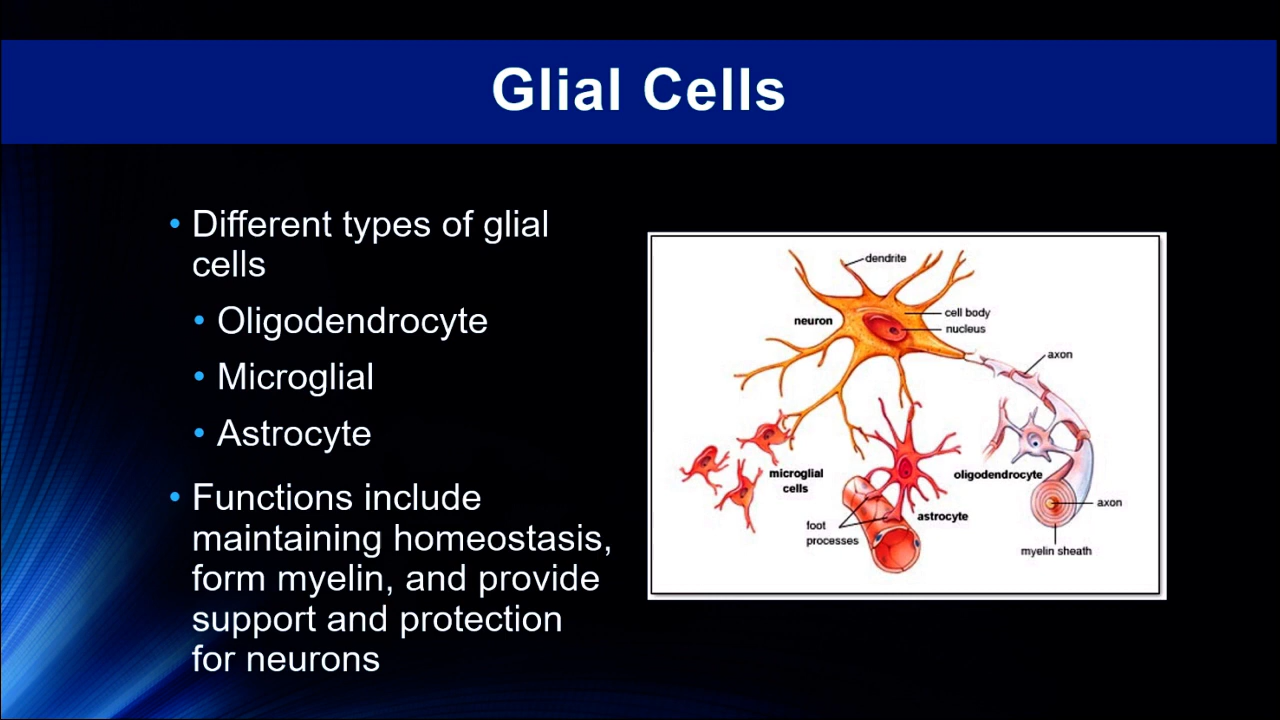 Glial Cells
• Different types of glial
cells
• Oligodendrocyte
• Microglial
• Astrocyte
• Functions include
maintaining homeostasis,
form myelin, and provide
support and protection
for neurons
dendrite
neuron
cell body
nucleus
axon
microglial
cells
oligodendrocyte
foot
processes
astrocyte
axon
myelin sheath